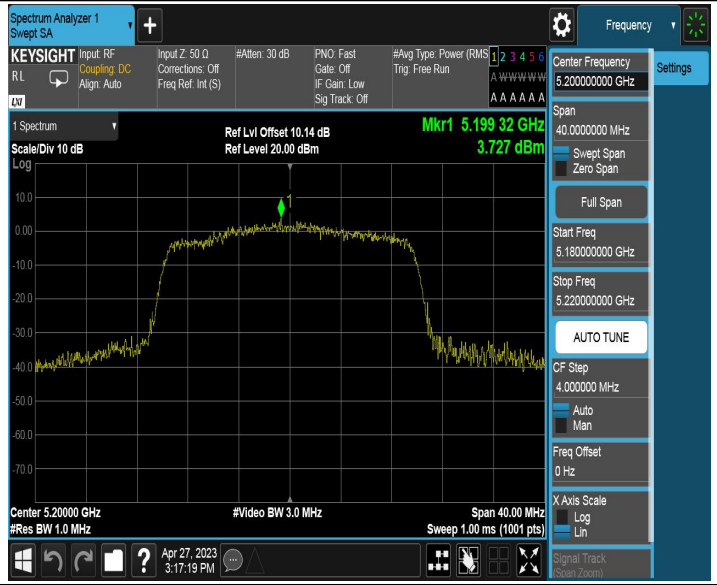 Spectrum Analyzer 1
Swept SA
+
Frequency
KEYSIGHT
RL
LXI
Input: RF
Coupling: DC
Align: Auto
Input Z: 50 Ω
Corrections: Off
Freq Ref: Int (S)
#Atten: 30 dB
PNO: Fast
Gate: Off
IF Gain: Low
Sig Track: Off
#Avg Type: Power (RMS
Trig: Free Run
1 2 3 4 5 6
A W W W W W
A A A A A A
1 Spectrum
Scale/Div 10 dB
Log
Ref Lvl Offset 10.14 dB
Ref Level 20.00 dBm
Mkr1 5.199 32 GHz
3.727 dBm
1
10.0
0.00
-10.0
-20.0
-30.0
-40.0
-50.0
-60.0
-70.0
Center 5.20000 GHz
#Res BW 1.0 MHz
#Video BW 3.0 MHz
Span 40.00 MHz
Sweep 1.00 ms (1001 pts)
?
Apr 27, 2023
3:17:19 PM
Center Frequency
5.200000000 GHz
Span
40.0000000 MHz
Swept Span
Zero Span
Full Span
Start Freq
5.180000000 GHz
Stop Freq
5.220000000 GHz
AUTO TUNE
CF Step
4.000000 MHz
Auto
Man
Freq Offset
0 Hz
X Axis Scale
Log
Lin
Signal Track
(Span Zoom)
Settings